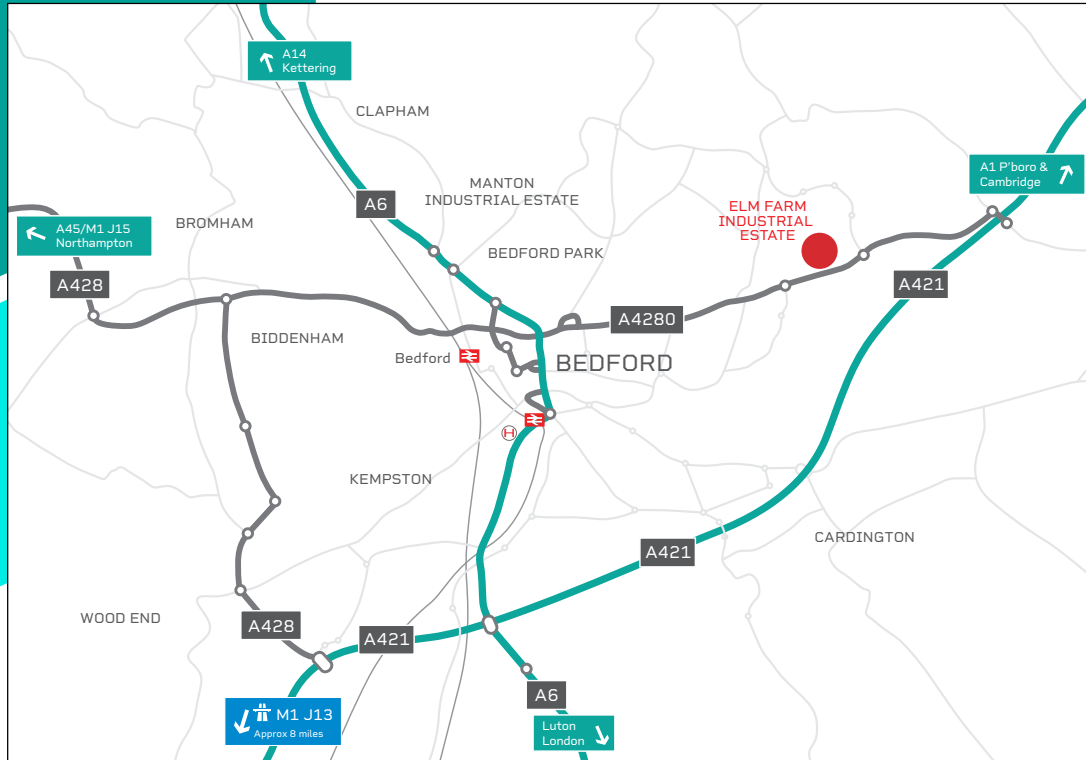 A14
Kettering
CLAPHAM
MANTON
INDUSTRIAL ESTATE
A6
A1 P'boro &
Cambridge
ELM FARM
INDUSTRIAL
ESTATE
BROMHAM
A45/M1 J15
Northampton
BEDFORD PARK
A428
A421
A4280
BIDDENHAM
Bedford
BEDFORD
H
KEMPSTON
CARDINGTON
A421
WOOD END
A428
A421
A6
M1 J13
Approx 8 miles
Luton
London